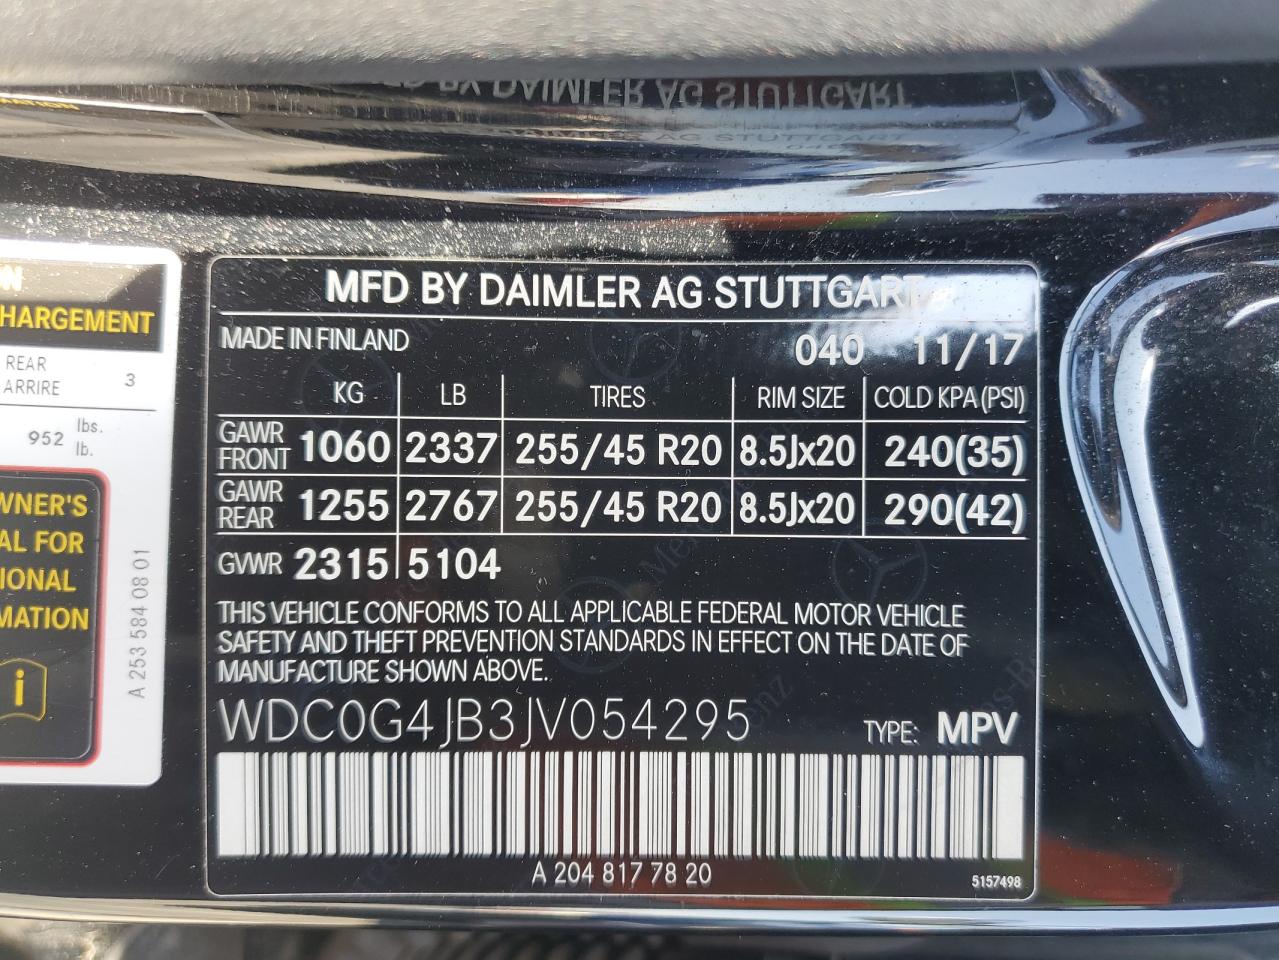 MFD BY DAIMLER AG STUTTGART
MADE IN FINLAND 040 11/17
KG LB TIRES RIM SIZE COLD KPA (PSI)
GAWR FRONT 1060 2337 255/45 R20 8.5Jx20 240(35)
GAWR REAR 1255 2767 255/45 R20 8.5Jx20 290(42)
GVWR 2315 5104
THIS VEHICLE CONFORMS TO ALL APPLICABLE FEDERAL MOTOR VEHICLE
SAFETY AND THEFT PREVENTION STANDARDS IN EFFECT ON THE DATE OF
MANUFACTURE SHOWN ABOVE.
WDC0G4JB3JV054295 TYPE: MPV
A 204 817 78 20
5157498
HARGEMENT
REAR
ARRIRE 3
952 lbs.
lb.
WNER'S
AL FOR
IONAL
MATION
i
A 253 584 08 01